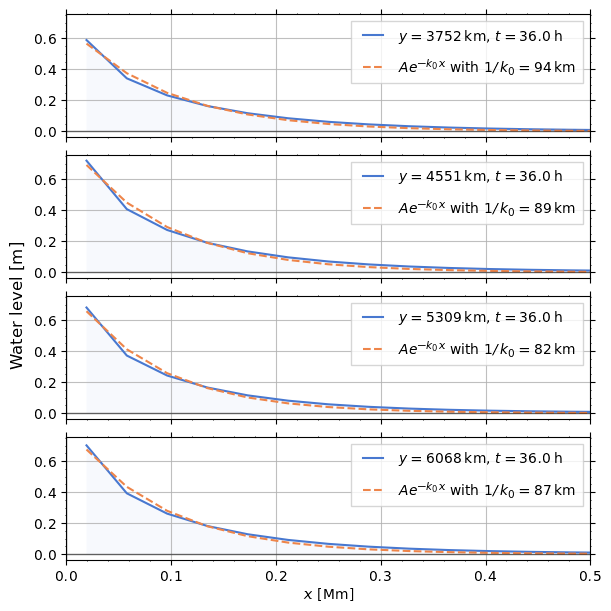 0.6
0.4
0.2
0.0
y = 3752 km, t = 36.0 h
Ae^{-k_0 x} with 1/k_0 = 94 km
0.6
0.4
0.2
0.0
y = 4551 km, t = 36.0 h
Ae^{-k_0 x} with 1/k_0 = 89 km
Water level [m]
0.6
0.4
0.2
0.0
y = 5309 km, t = 36.0 h
Ae^{-k_0 x} with 1/k_0 = 82 km
0.6
0.4
0.2
0.0
y = 6068 km, t = 36.0 h
Ae^{-k_0 x} with 1/k_0 = 87 km
0.0 0.1 0.2 0.3 0.4 0.5
x [Mm]